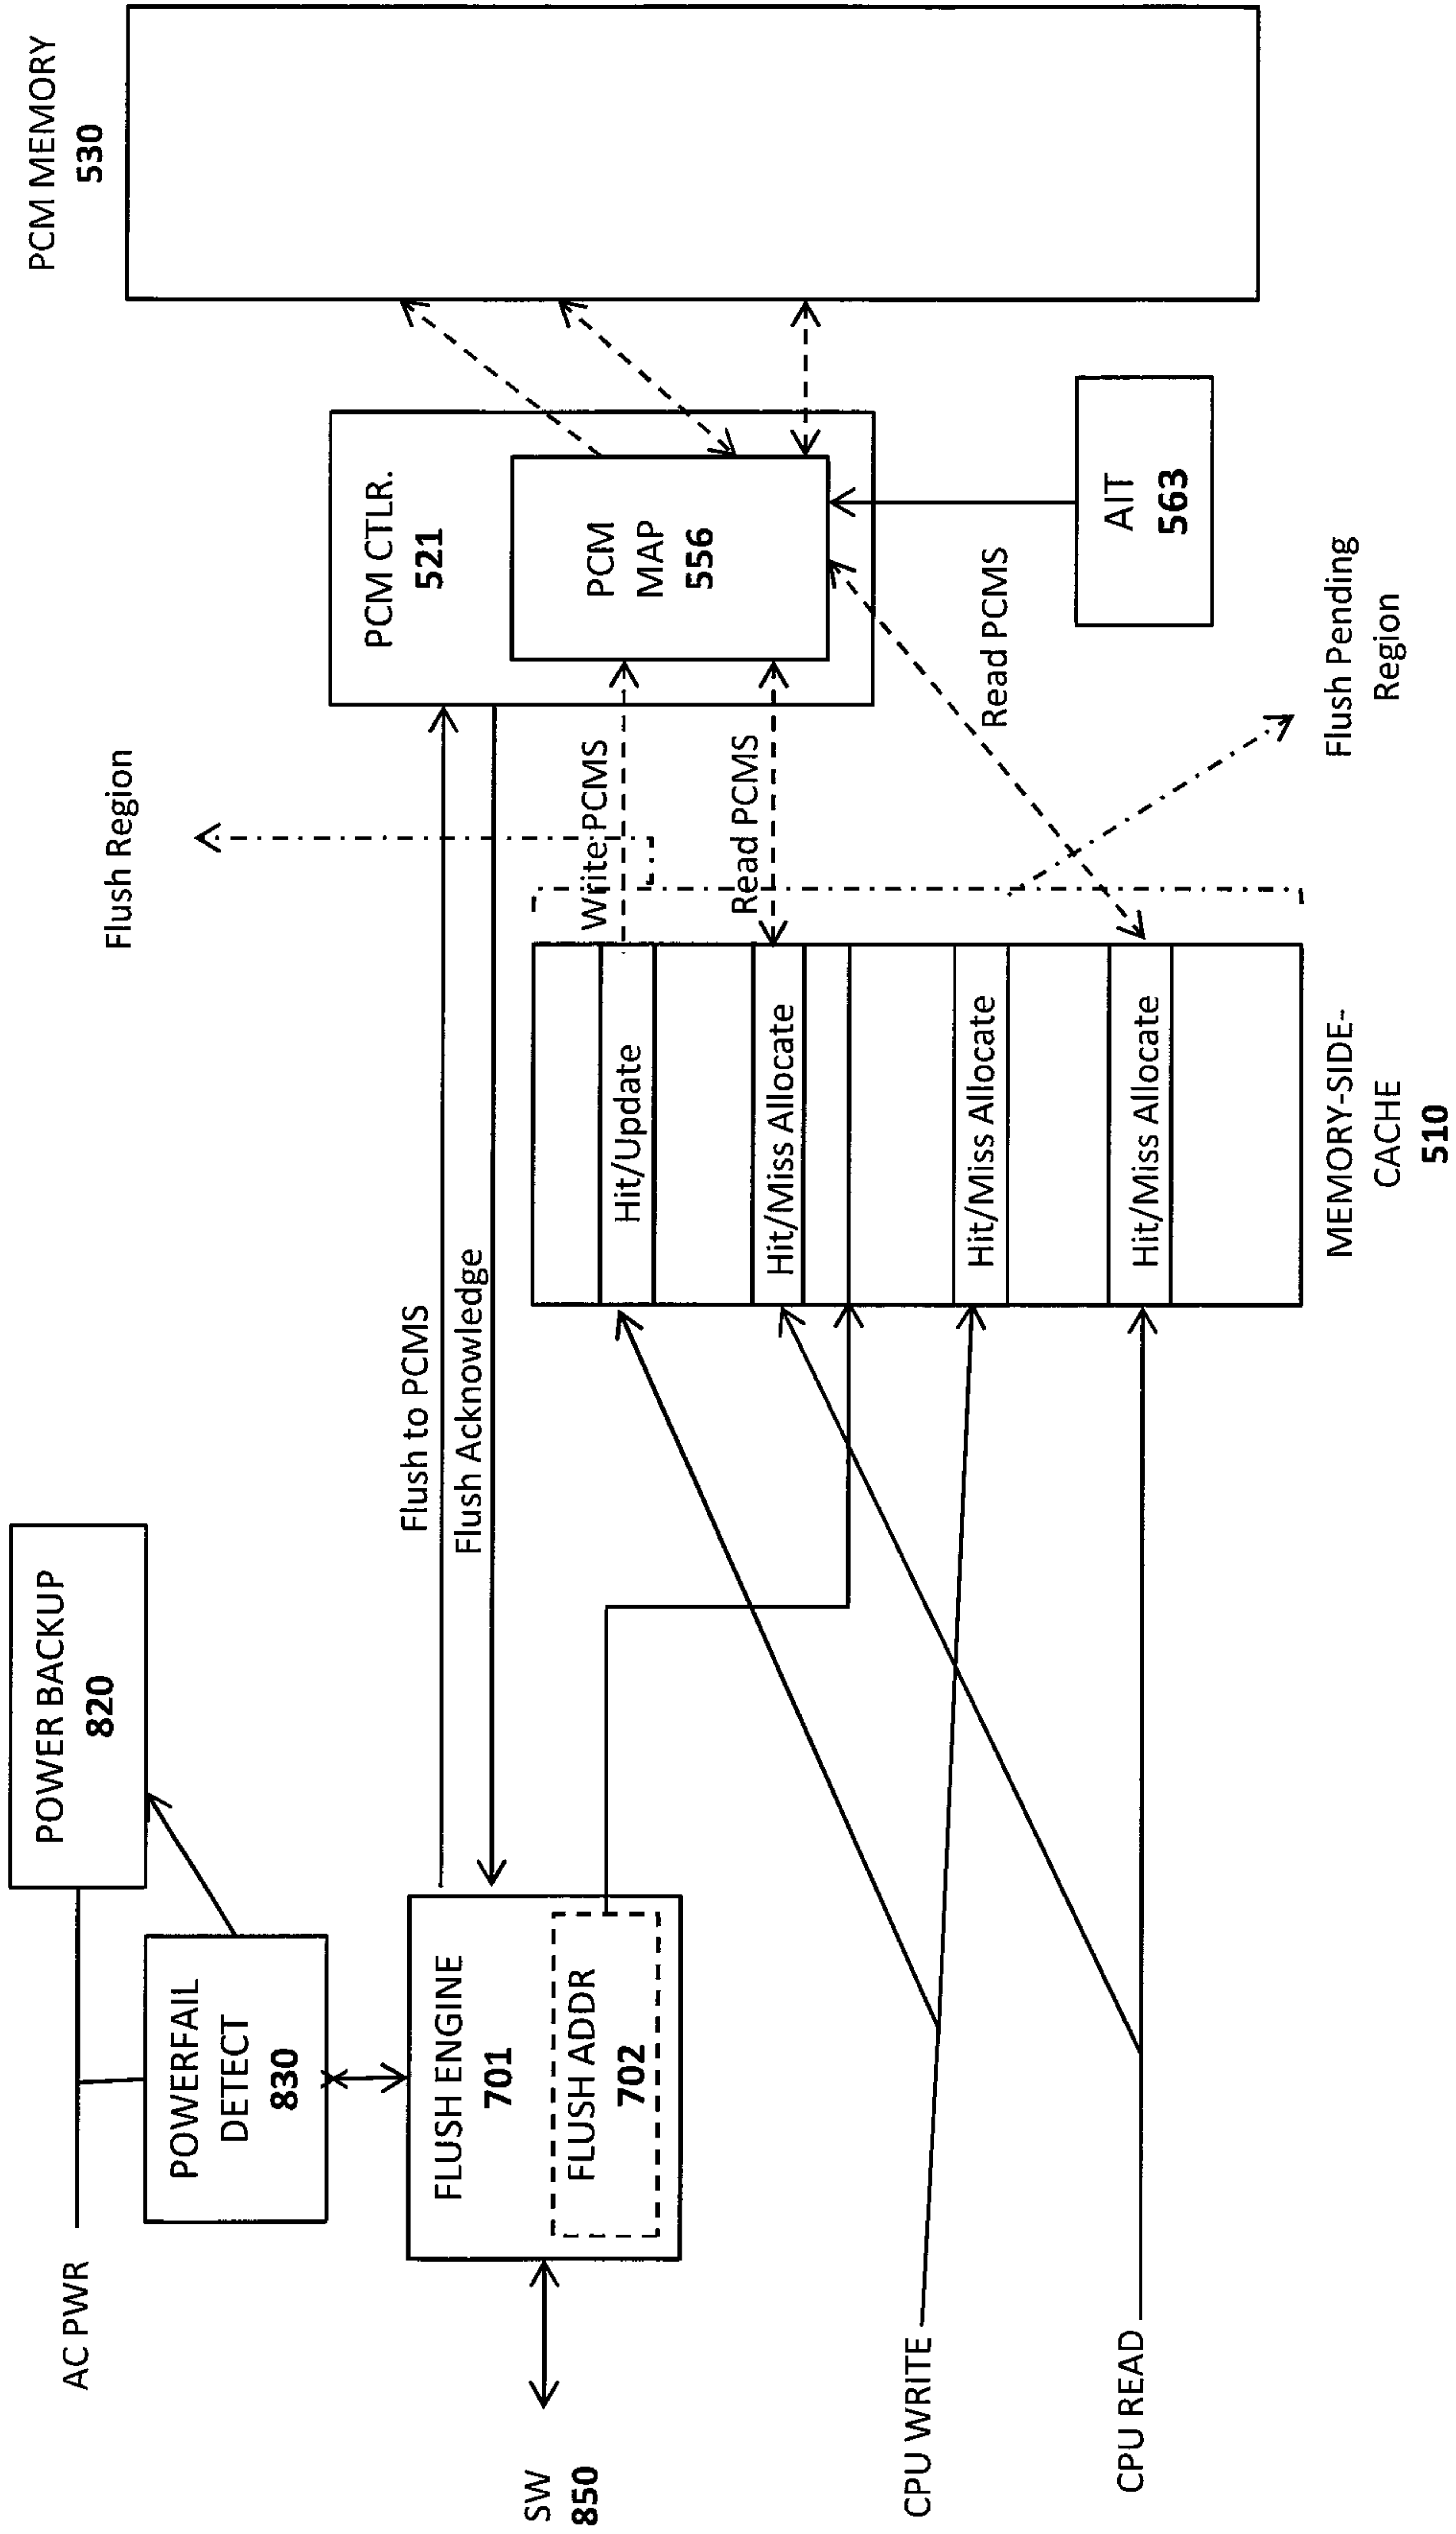 AC PWR
POWER BACKUP
820
POWERFAIL
DETECT
830
SW
850
FLUSH ENGINE
701
FLUSH ADDR
702
Flush to PCMS
Flush Acknowledge
CPU WRITE
CPU READ
Hit/Update
Hit/Miss Allocate
Hit/Miss Allocate
Hit/Miss Allocate
MEMORY-SIDE-
CACHE
510
Flush Region
Write PCMS
Read PCMS
Read PCMS
Flush Pending
Region
PCM CTLR.
521
PCM
MAP
556
AIT
563
PCM MEMORY
530